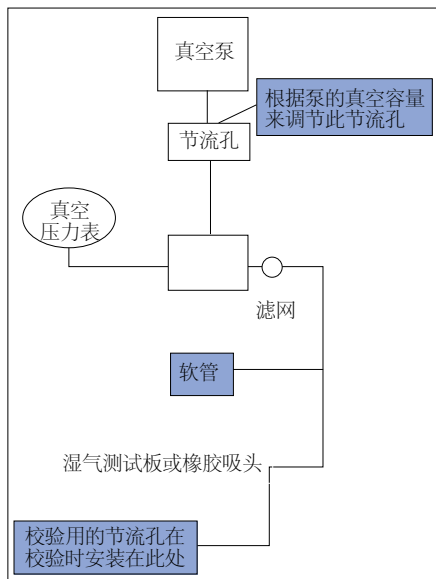 真空泵
根据泵的真空容量
来调节此节流孔
节流孔
真空
压力表
滤网
软管
湿气测试板或橡胶吸头
校验用的节流孔在
校验时安装在此处